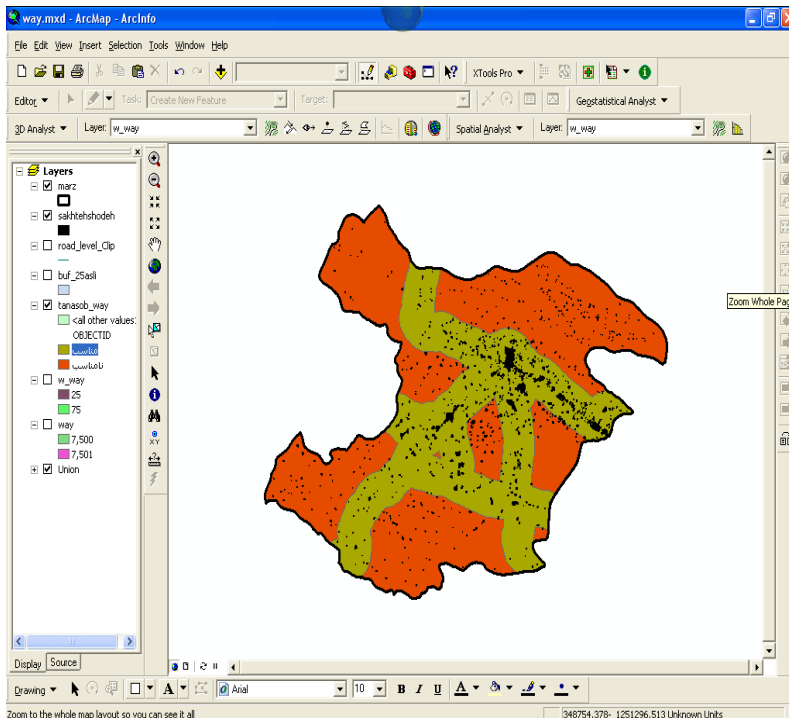 way.mxd - ArcMap - ArcInfo
File Edit View Insert Selection Tools Window Help
XTools Pro
Editor Task: Create New Feature Target: Geostatistical Analyst
3D Analyst Layer: w_way Spatial Analyst Layer: w_way
Layers
marz
sakhtehshodeh
road_level_Clip
buf_25asli
tanasob_way
<all other values>
OBJECTID
مناسب
نامناسب
w_way
25
75
way
7,500
7,501
Union
Zoom Whole Pag
Display Source
Drawing A Arial 10 B I U A
Zoom to the whole map layout so you can see it all 348754.378- 1251296.513 Unknown Units